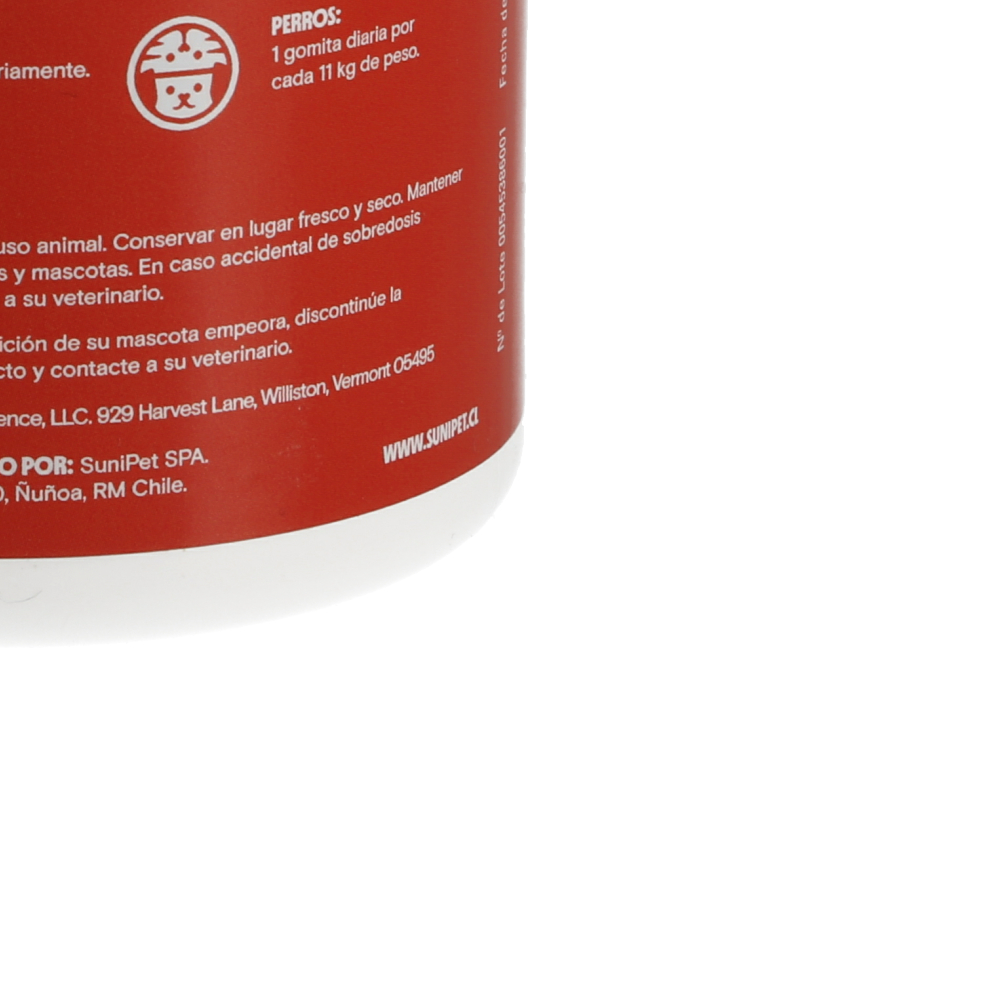 PERROS:
1 gomita diaria por
cada 11 kg de peso.
riamente.
uso animal. Conservar en lugar fresco y seco. Mantener
s y mascotas. En caso accidental de sobredosis
a su veterinario.
ición de su mascota empeora, discontinúe la
cto y contacte a su veterinario.
ence, LLC. 929 Harvest Lane, Williston, Vermont 05495
O POR: SuniPet SPA.
0, Ñuñoa, RM Chile.
WWW.SUNIPET.CL
Nº de Lote 0054538G001 Fecha de